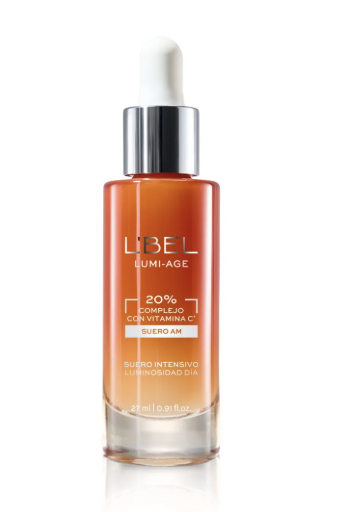 L'BEL
LUMI-AGE
20%
COMPLEJO
CON VITAMINA C*
SUERO AM
SUERO INTENSIVO
LUMINOSIDAD DÍA
27 ml | 0.91 fl.oz.